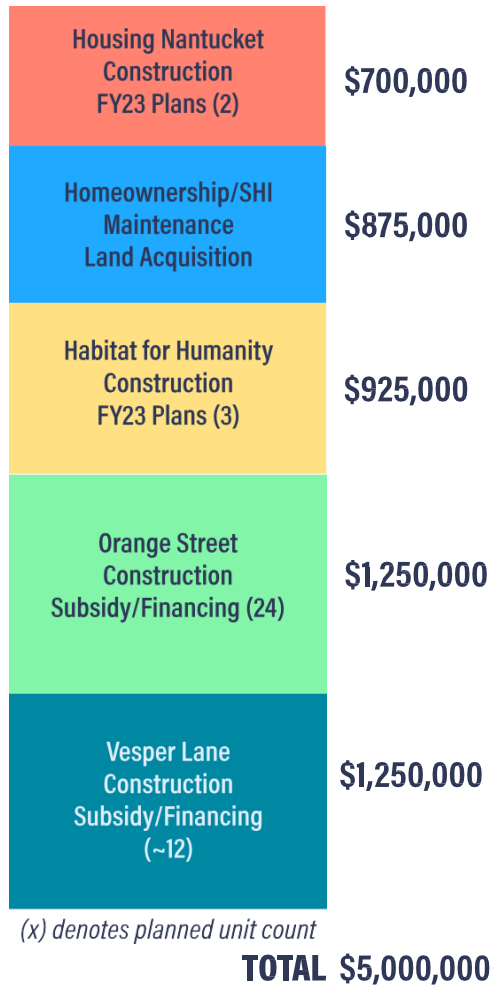 Housing Nantucket
Construction
FY23 Plans (2)
$700,000
Homeownership/SHI
Maintenance
Land Acquisition
$875,000
Habitat for Humanity
Construction
FY23 Plans (3)
$925,000
Orange Street
Construction
Subsidy/Financing (24)
$1,250,000
Vesper Lane
Construction
Subsidy/Financing
(~12)
$1,250,000
(x) denotes planned unit count
TOTAL $5,000,000